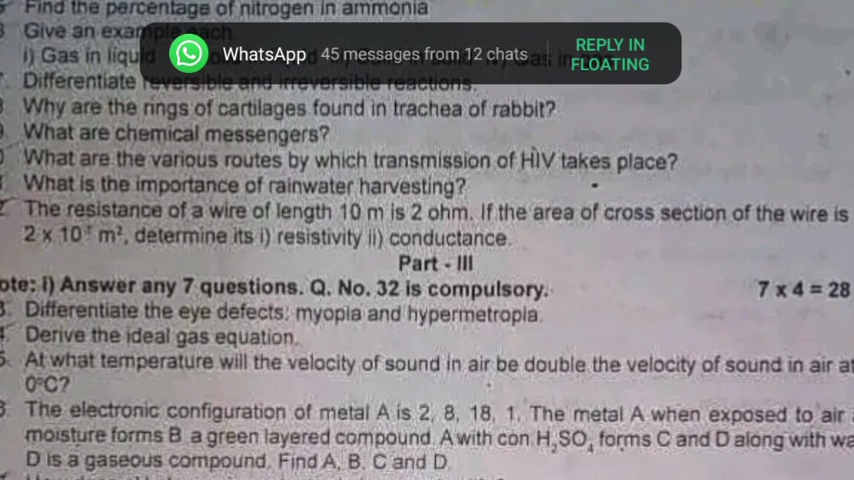 Find the percentage of nitrogen in ammonia
Give an example each.
WhatsApp 45 messages from 12 chats
REPLY IN
FLOATING
i) Gas in liquid
Differentiate reversible and irreversible reactions.
Why are the rings of cartilages found in trachea of rabbit?
What are chemical messengers?
What are the various routes by which transmission of HIV takes place?
What is the importance of rainwater harvesting?
The resistance of a wire of length 10 m is 2 ohm. If the area of cross section of the wire is
2 x 10 m², determine its i) resistivity ii) conductance.
Part - III
ote: i) Answer any 7 questions. Q. No. 32 is compulsory. 7 x 4 = 28
Differentiate the eye defects: myopia and hypermetropia.
Derive the ideal gas equation.
At what temperature will the velocity of sound in air be double the velocity of sound in air at
0°C?
The electronic configuration of metal A is 2, 8, 18, 1. The metal A when exposed to air
moisture forms B a green layered compound. A with con. H₂SO₄ forms C and D along with wa
D is a gaseous compound. Find A, B. C and D.